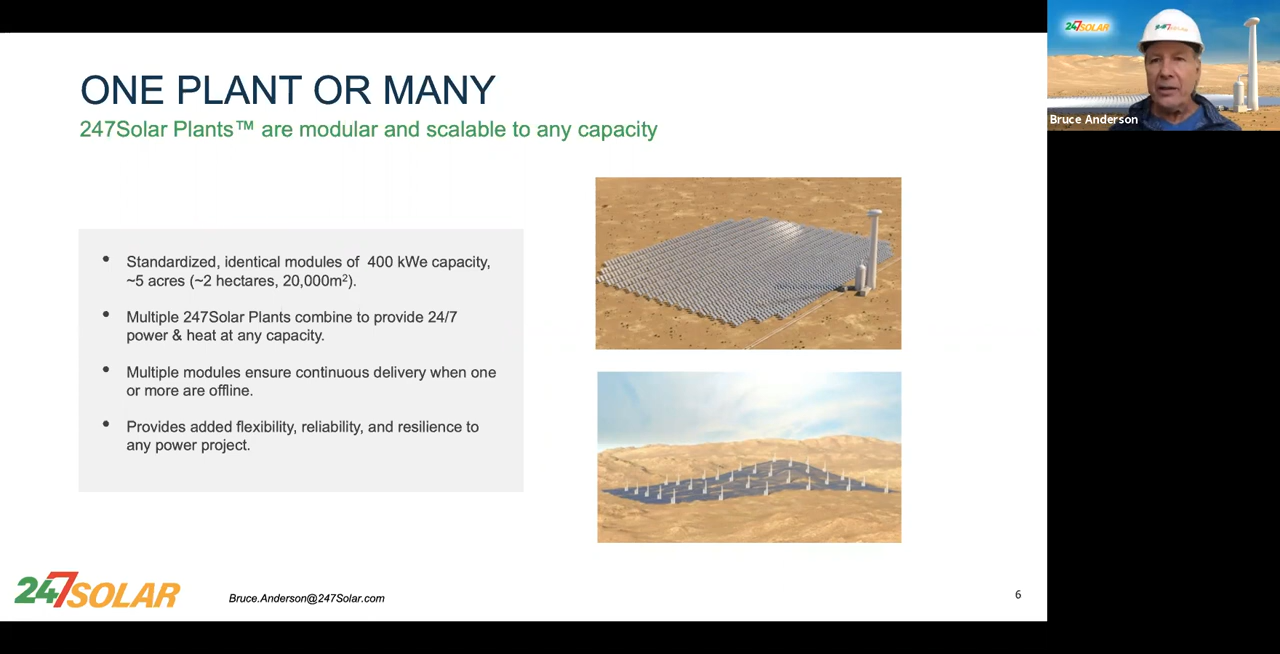 ONE PLANT OR MANY
247Solar Plants™ are modular and scalable to any capacity
• Standardized, identical modules of  400 kWe capacity,
~5 acres (~2 hectares, 20,000m²).
• Multiple 247Solar Plants combine to provide 24/7
power & heat at any capacity.
• Multiple modules ensure continuous delivery when one
or more are offline.
• Provides added flexibility, reliability, and resilience to
any power project.
247SOLAR
Bruce.Anderson@247Solar.com
6
247SOLAR
247SOLAR
Bruce Anderson